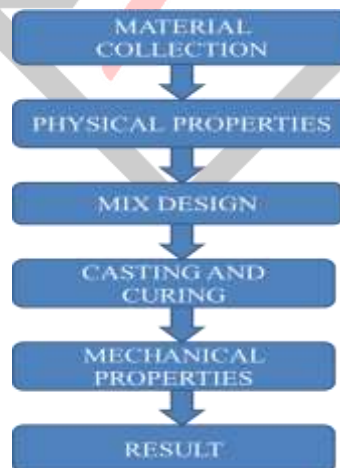 MATERIAL
COLLECTION
PHYSICAL PROPERTIES
MIX DESIGN
CASTING AND
CURING
MECHANICAL
PROPERTIES
RESULT